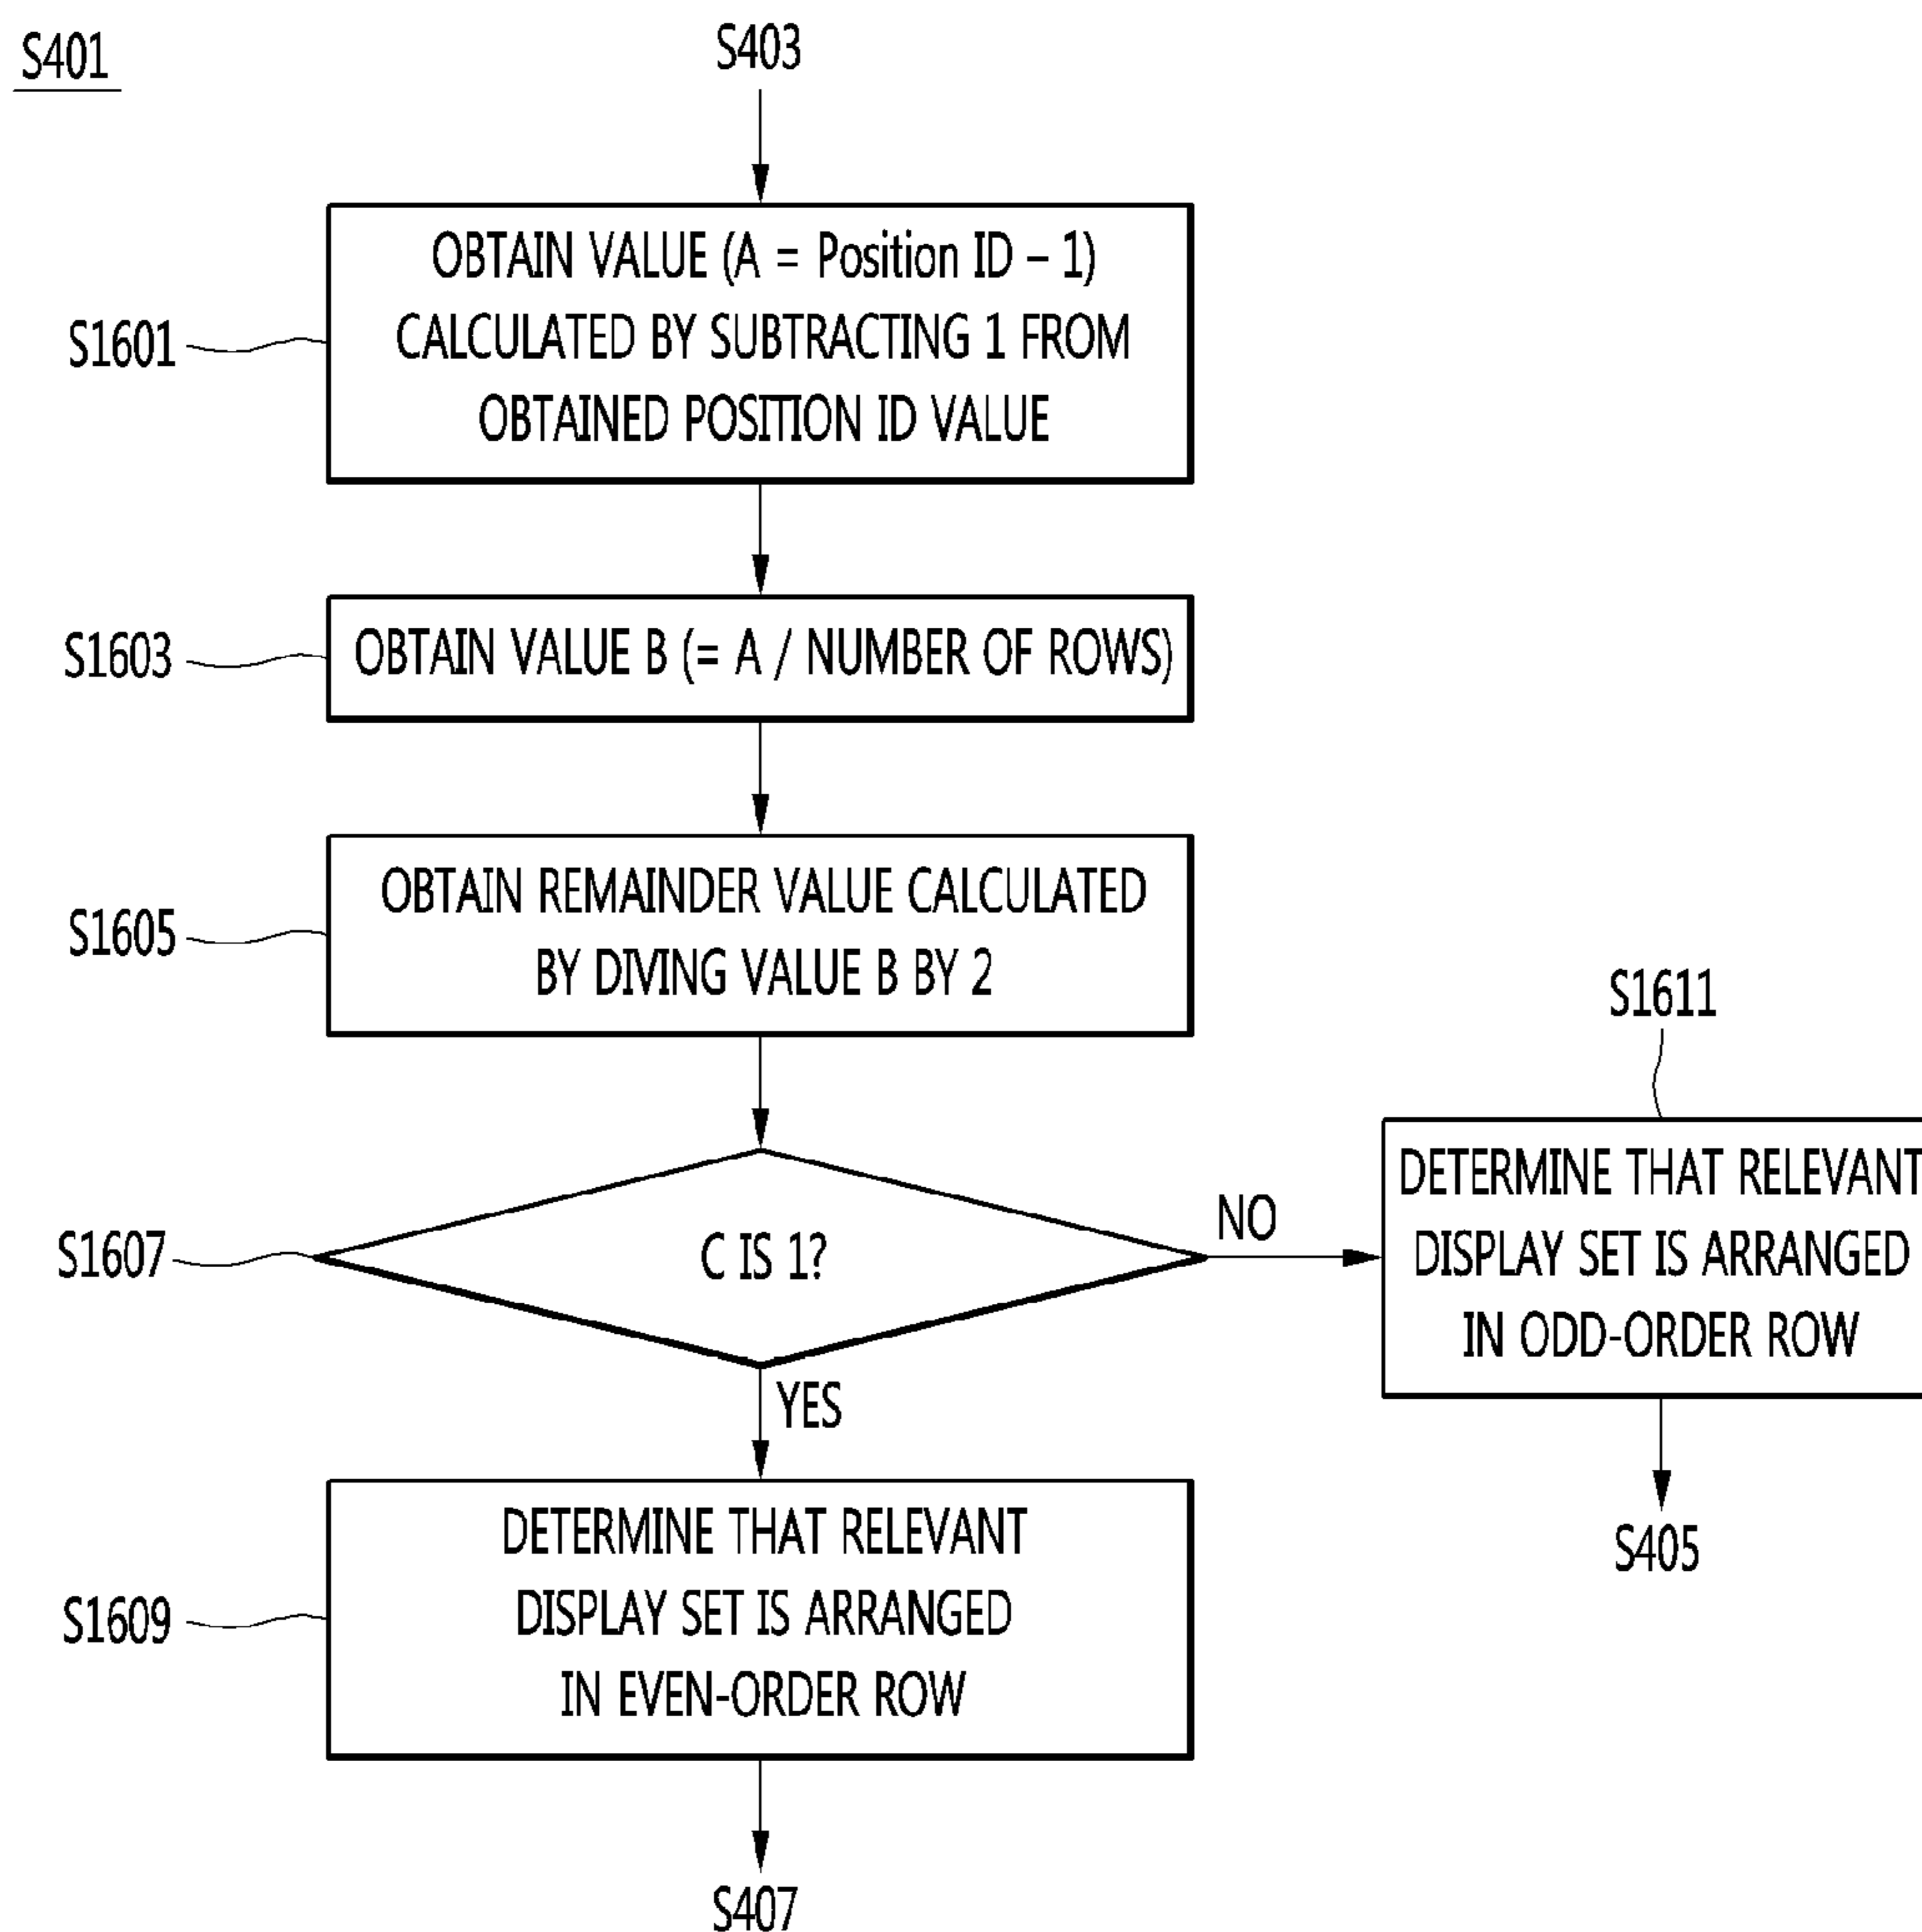 S401
S403
S1601
OBTAIN VALUE (A = Position ID – 1)
CALCULATED BY SUBTRACTING 1 FROM
OBTAINED POSITION ID VALUE
S1603
OBTAIN VALUE B (= A / NUMBER OF ROWS)
S1605
OBTAIN REMAINDER VALUE CALCULATED
BY DIVING VALUE B BY 2
S1607
C IS 1?
NO
YES
S1611
DETERMINE THAT RELEVANT
DISPLAY SET IS ARRANGED
IN ODD-ORDER ROW
S405
S1609
DETERMINE THAT RELEVANT
DISPLAY SET IS ARRANGED
IN EVEN-ORDER ROW
S407